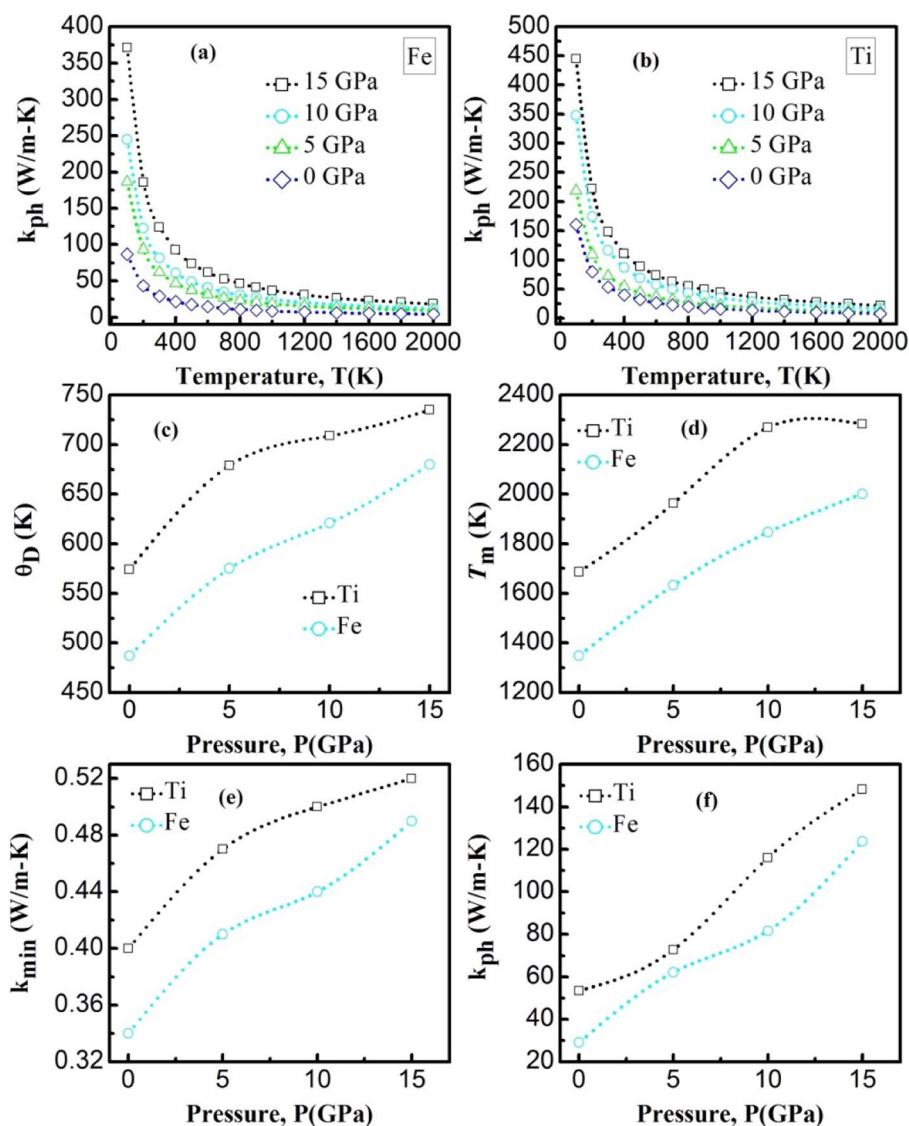 400
350
300
250
200
150
100
50
0
k_ph (W/m-K)
(a)
Fe
15 GPa
10 GPa
5 GPa
0 GPa
0 400 800 1200 1600 2000
Temperature, T(K)
500
450
400
350
300
250
200
150
100
50
0
k_ph (W/m-K)
(b)
Ti
15 GPa
10 GPa
5 GPa
0 GPa
0 400 800 1200 1600 2000
Temperature, T(K)
750
700
650
600
550
500
450
θ_D (K)
(c)
Ti
Fe
0 5 10 15
Pressure, P(GPa)
2400
2200
2000
1800
1600
1400
1200
T_m (K)
(d)
Ti
Fe
0 5 10 15
Pressure, P(GPa)
0.52
0.48
0.44
0.40
0.36
0.32
k_min (W/m-K)
Ti
(e)
Fe
0 5 10 15
Pressure, P(GPa)
160
140
120
100
80
60
40
20
k_ph (W/m-K)
Ti
(f)
Fe
0 5 10 15
Pressure, P(GPa)